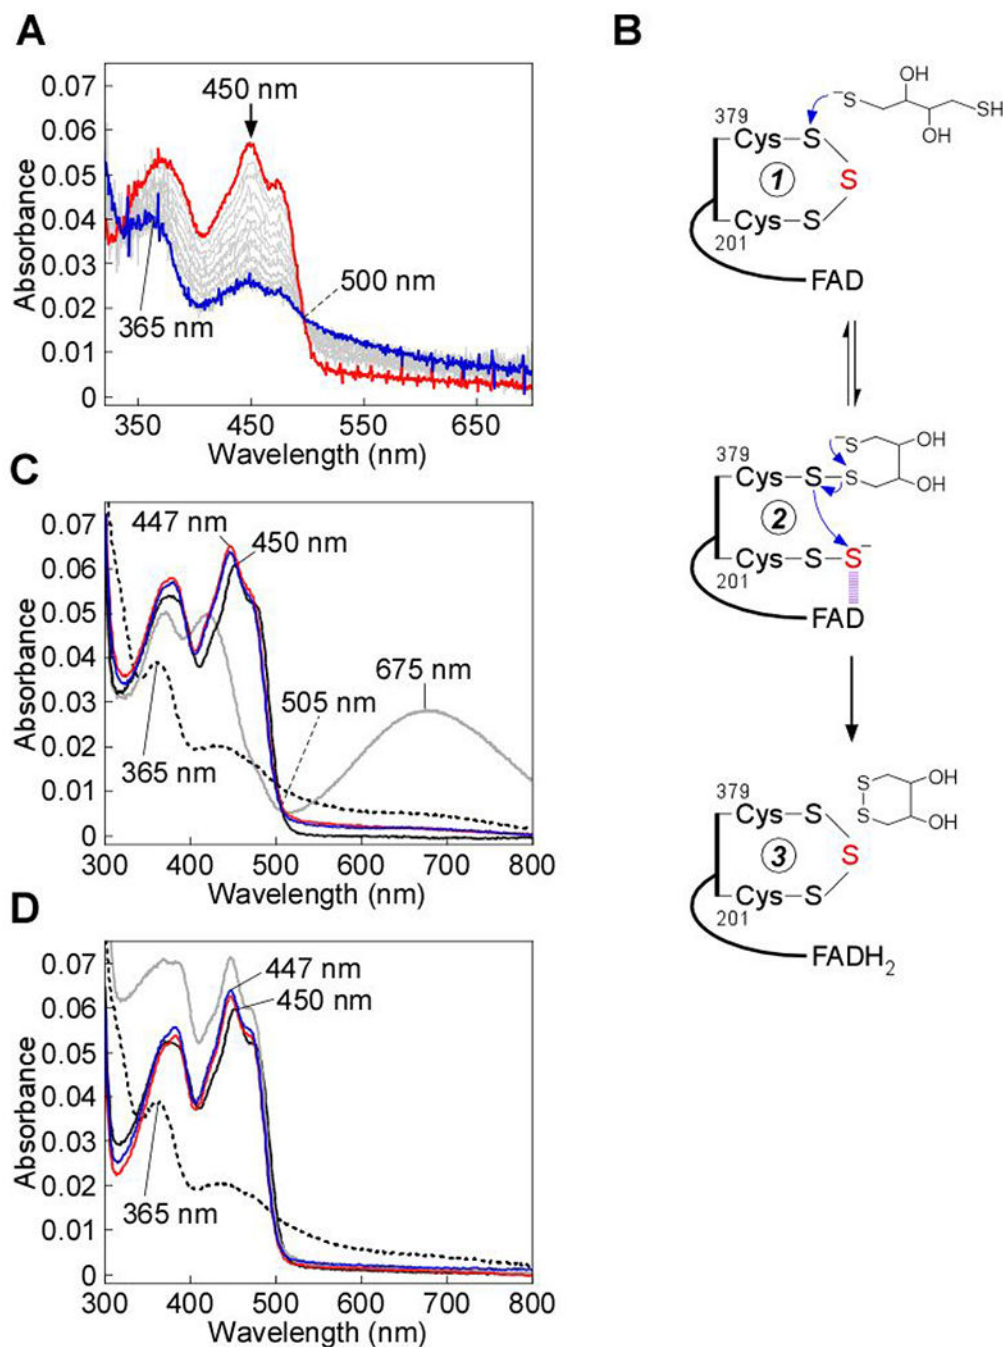 A
0.07
0.06
0.05
0.04
0.03
0.02
0.01
0
Absorbance
450 nm
500 nm
365 nm
350 450 550 650
Wavelength (nm)
B
OH
⁻S
SH
OH
379
Cys–S
1
S
Cys–S
201
FAD
⁻S
OH
379
Cys–S–S
OH
2
Cys–S–S⁻
201
FAD
379
Cys–S
S
OH
S
OH
3
S
Cys–S
201
FADH₂
C
0.07
0.06
0.05
0.04
0.03
0.02
0.01
0
Absorbance
447 nm
450 nm
675 nm
505 nm
365 nm
300 400 500 600 700 800
Wavelength (nm)
D
0.07
0.06
0.05
0.04
0.03
0.02
0.01
0
Absorbance
447 nm
450 nm
365 nm
300 400 500 600 700 800
Wavelength (nm)